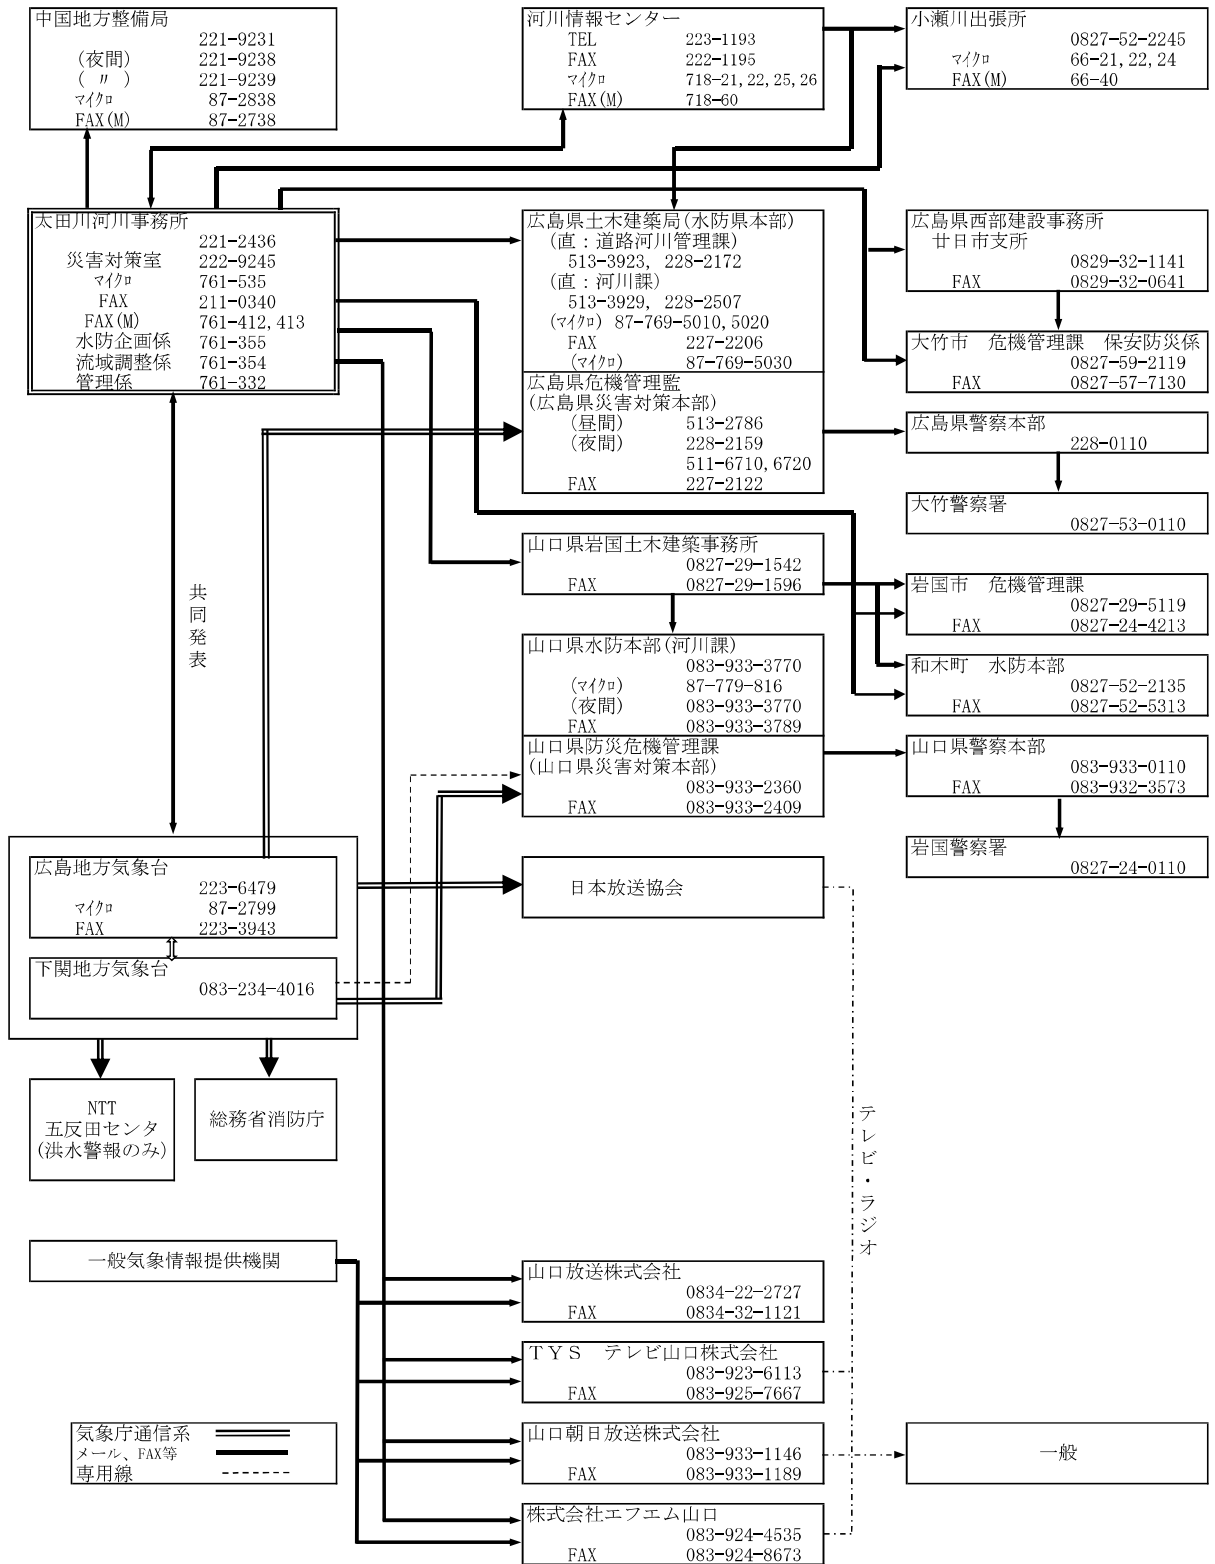 中国地方整備局
221-9231
(夜間) 221-9238
( 〃 ) 221-9239
マイクロ 87-2838
FAX(M) 87-2738
河川情報センター
TEL 223-1193
FAX 222-1195
マイクロ 718-21,22,25,26
FAX(M) 718-60
小瀬川出張所
0827-52-2245
マイクロ 66-21,22,24
FAX(M) 66-40
太田川河川事務所
221-2436
災害対策室 222-9245
マイクロ 761-535
FAX 211-0340
FAX(M) 761-412,413
水防企画係 761-355
流域調整係 761-354
管理係 761-332
広島県土木建築局(水防県本部)
(直：道路河川管理課)
513-3923, 228-2172
(直：河川課)
513-3929, 228-2507
(マイクロ) 87-769-5010,5020
FAX 227-2206
(マイクロ) 87-769-5030
広島県危機管理監
(広島県災害対策本部)
(昼間) 513-2786
(夜間) 228-2159
511-6710,6720
FAX 227-2122
広島県西部建設事務所
廿日市支所
0829-32-1141
FAX 0829-32-0641
大竹市 危機管理課 保安防災係
0827-59-2119
FAX 0827-57-7130
広島県警察本部
228-0110
大竹警察署
0827-53-0110
山口県岩国土木建築事務所
0827-29-1542
FAX 0827-29-1596
岩国市 危機管理課
0827-29-5119
FAX 0827-24-4213
共同発表
山口県水防本部(河川課)
083-933-3770
(マイクロ) 87-779-816
(夜間) 083-933-3770
FAX 083-933-3789
山口県防災危機管理課
(山口県災害対策本部)
083-933-2360
FAX 083-933-2409
和木町 水防本部
0827-52-2135
FAX 0827-52-5313
山口県警察本部
083-933-0110
FAX 083-932-3573
岩国警察署
0827-24-0110
広島地方気象台
223-6479
マイクロ 87-2799
FAX 223-3943
下関地方気象台
083-234-4016
日本放送協会
NTT
五反田センタ
(洪水警報のみ)
総務省消防庁
テレビ・ラジオ
一般気象情報提供機関
山口放送株式会社
0834-22-2727
FAX 0834-32-1121
ＴＹＳ テレビ山口株式会社
083-923-6113
FAX 083-925-7667
山口朝日放送株式会社
083-933-1146
FAX 083-933-1189
株式会社エフエム山口
083-924-4535
FAX 083-924-8673
一般
気象庁通信系
メール、FAX等
専用線